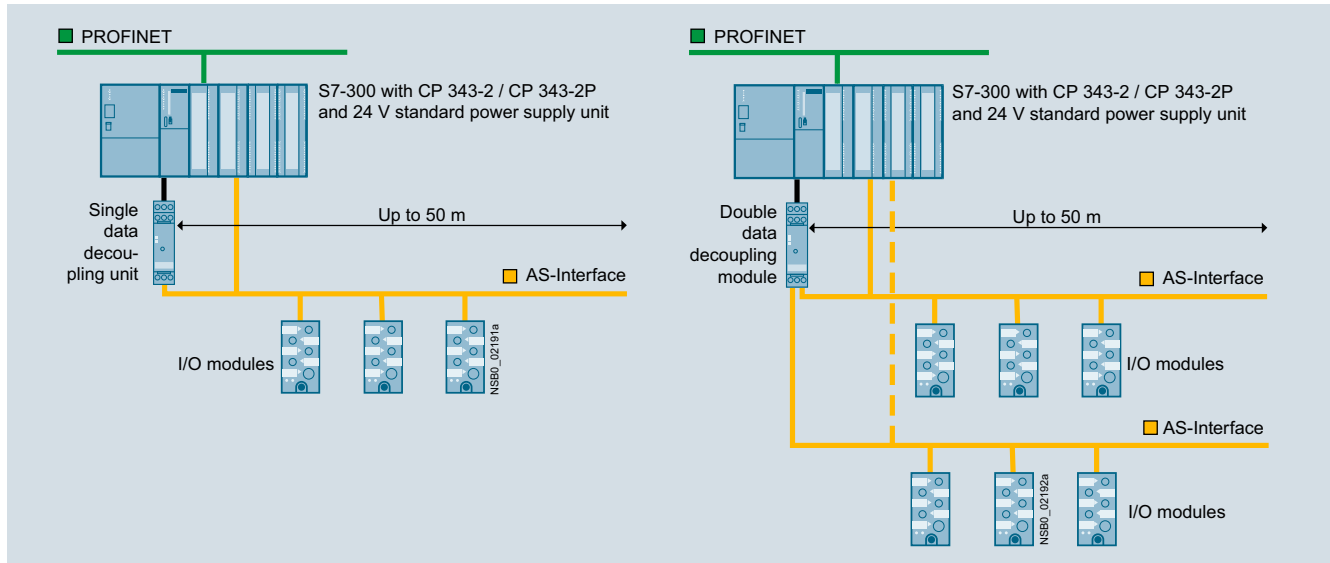 PROFINET
S7-300 with CP 343-2 / CP 343-2P
and 24 V standard power supply unit
Single
data
decou-
pling unit
Up to 50 m
AS-Interface
I/O modules
NSB0_02191a
PROFINET
S7-300 with CP 343-2 / CP 343-2P
and 24 V standard power supply unit
Double
data
decoupling
module
Up to 50 m
AS-Interface
I/O modules
AS-Interface
I/O modules
NSB0_02192a